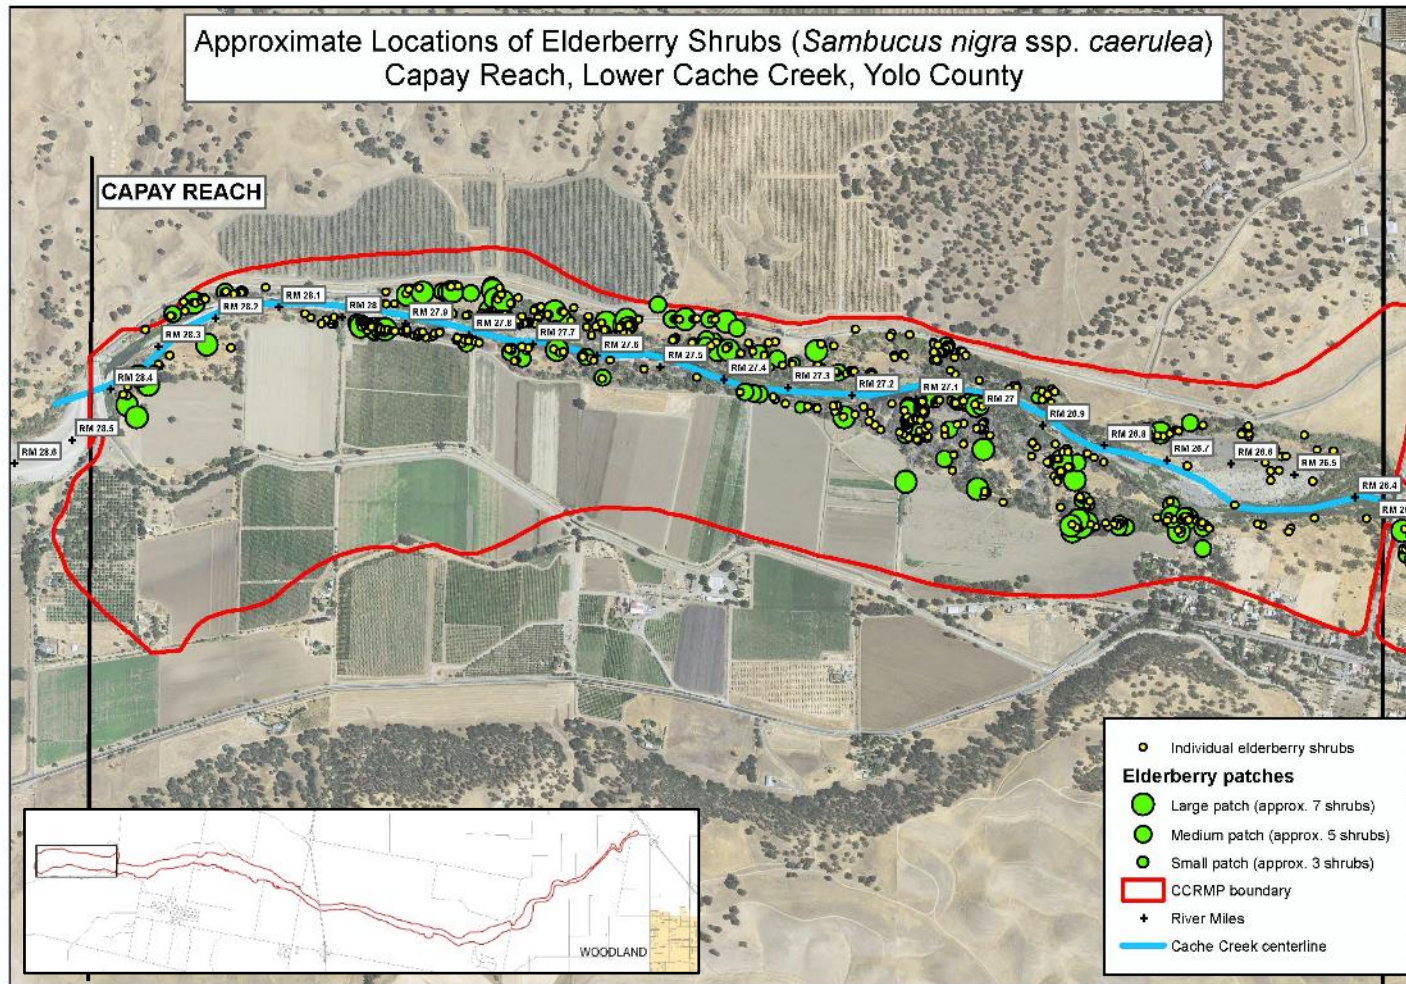 Approximate Locations of Elderberry Shrubs (Sambucus nigra ssp. caerulea)
Capay Reach, Lower Cache Creek, Yolo County
CAPAY REACH
RM 28.6
RM 28.5
RM 28.4
RM 28.3
RM 28.2
RM 28.1
RM 28
RM 27.9
RM 27.8
RM 27.7
RM 27.6
RM 27.5
RM 27.4
RM 27.3
RM 27.2
RM 27.1
RM 27
RM 26.9
RM 26.8
RM 26.7
RM 26.6
RM 26.5
RM 26.4
Individual elderberry shrubs
Elderberry patches
Large patch (approx. 7 shrubs)
Medium patch (approx. 5 shrubs)
Small patch (approx. 3 shrubs)
CCRMP boundary
River Miles
Cache Creek centerline
WOODLAND